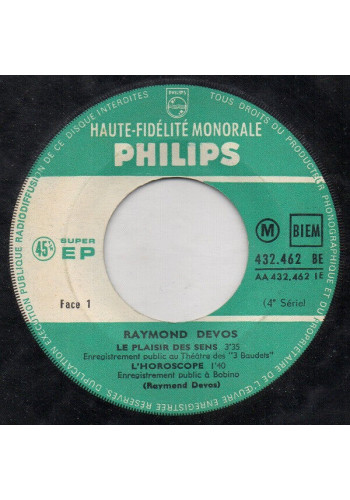 PHILIPS
TOUS DROITS DU PRODUCTEUR PHONOGRAPHIQUE ET DU PROPRIÉTAIRE DE L'ŒUVRE ENREGISTRÉE RÉSERVÉS. DUPLICATION EXÉCUTION PUBLIQUE RADIODIFFUSION DE CE DISQUE INTERDITES
HAUTE-FIDÉLITÉ MONORALE
PHILIPS
45t SUPER EP
M BIEM
432.462 BE
AA 432.462 1E
Face 1
(4e Série)
RAYMOND DEVOS
LE PLAISIR DES SENS 3'35
Enregistrement public au Théâtre des "3 Baudets"
L'HOROSCOPE 1'40
Enregistrement public à Bobino
(Raymond Devos)